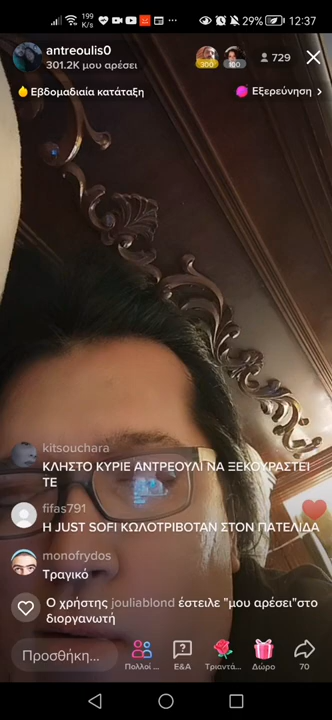 199 K/s 29% 12:37
antreoulis0
301.2K μου αρέσει
300
100
729
Εβδομαδιαία κατάταξη
Εξερεύνηση >
kitsouchara
ΚΛΗΣΤΟ ΚΥΡΙΕ ΑΝΤΡΕΟΥΛΙ ΝΑ ΞΕΚΟΥΡΑΣΤΕΙ
ΤΕ
fifas791
Η JUST SOFI ΚΩΛΟΤΡΙΒΟΤΑΝ ΣΤΟΝ ΠΑΤΕΛΙΔΑ
monofrydos
Τραγικό
Ο χρήστης jouliablond έστειλε "μου αρέσει"στο
διοργανωτή
Προσθήκη...
Πολλοί ...
Ε&Α
Τριαντά...
Δώρο
70